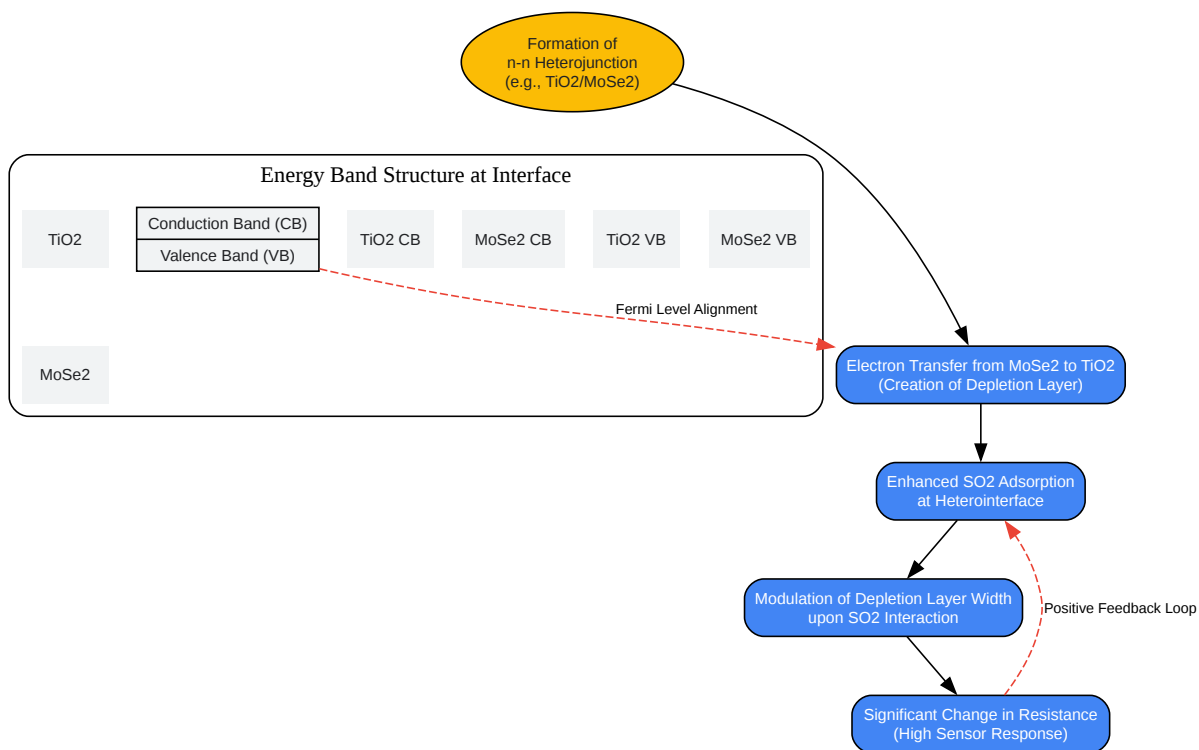 Formation of
n-n Heterojunction
(e.g., TiO2/MoSe2)
Energy Band Structure at Interface
TiO2
Conduction Band (CB)
Valence Band (VB)
TiO2 CB
MoSe2 CB
TiO2 VB
MoSe2 VB
Fermi Level Alignment
MoSe2
Electron Transfer from MoSe2 to TiO2
(Creation of Depletion Layer)
Enhanced SO2 Adsorption
at Heterointerface
Modulation of Depletion Layer Width
upon SO2 Interaction
Positive Feedback Loop
Significant Change in Resistance
(High Sensor Response)